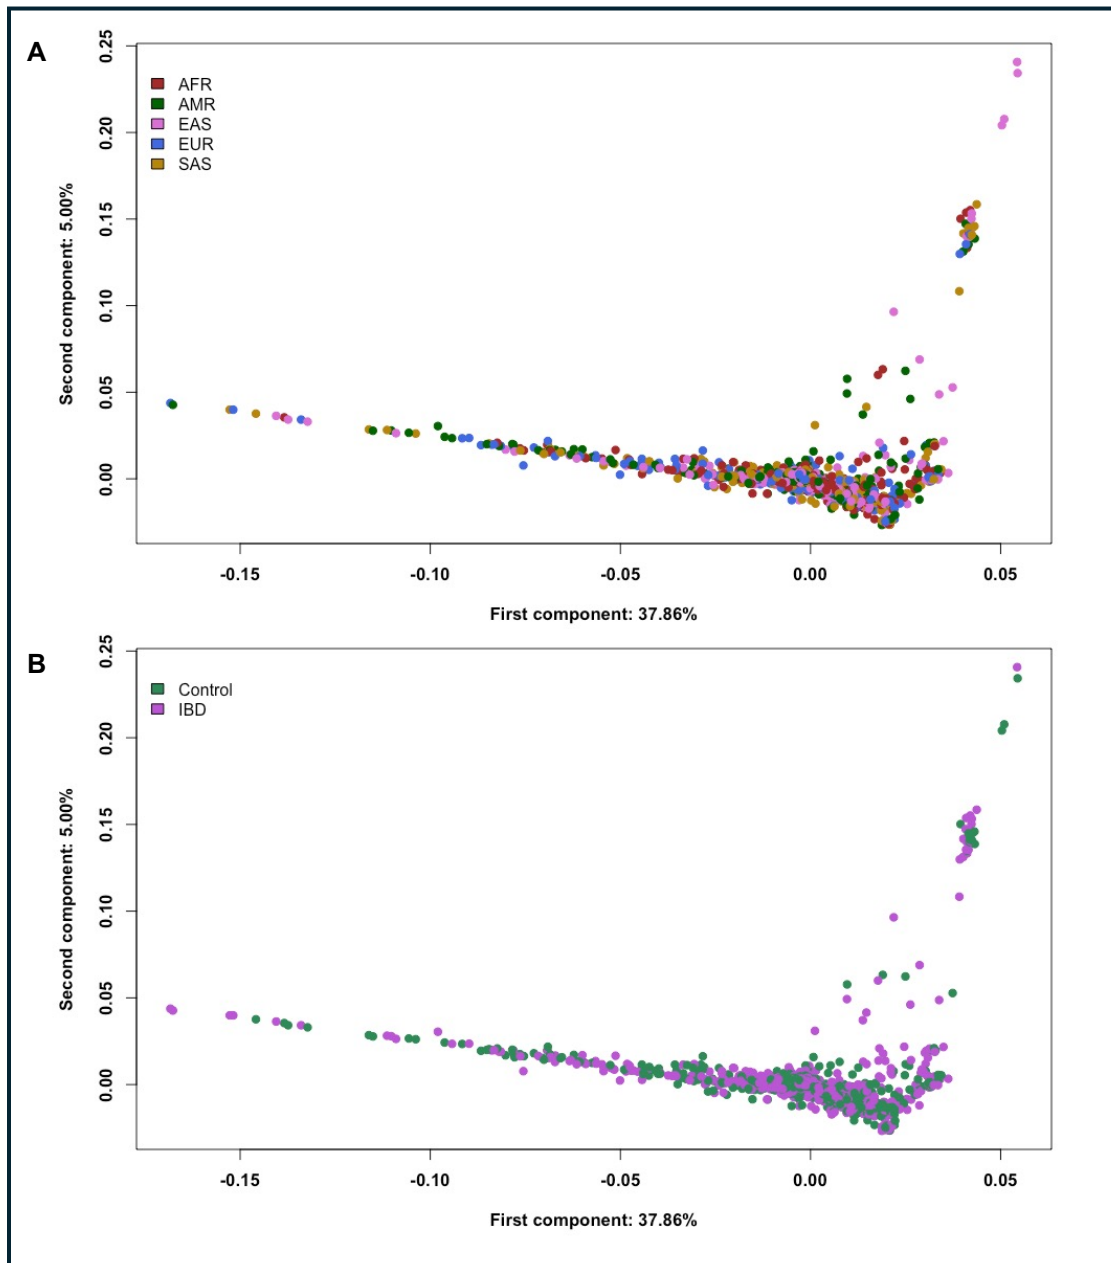 A
AFR
AMR
EAS
EUR
SAS
Second component: 5.00%
0.25
0.20
0.15
0.10
0.05
0.00
-0.15 -0.10 -0.05 0.00 0.05
First component: 37.86%
B
Control
IBD
Second component: 5.00%
0.25
0.20
0.15
0.10
0.05
0.00
-0.15 -0.10 -0.05 0.00 0.05
First component: 37.86%